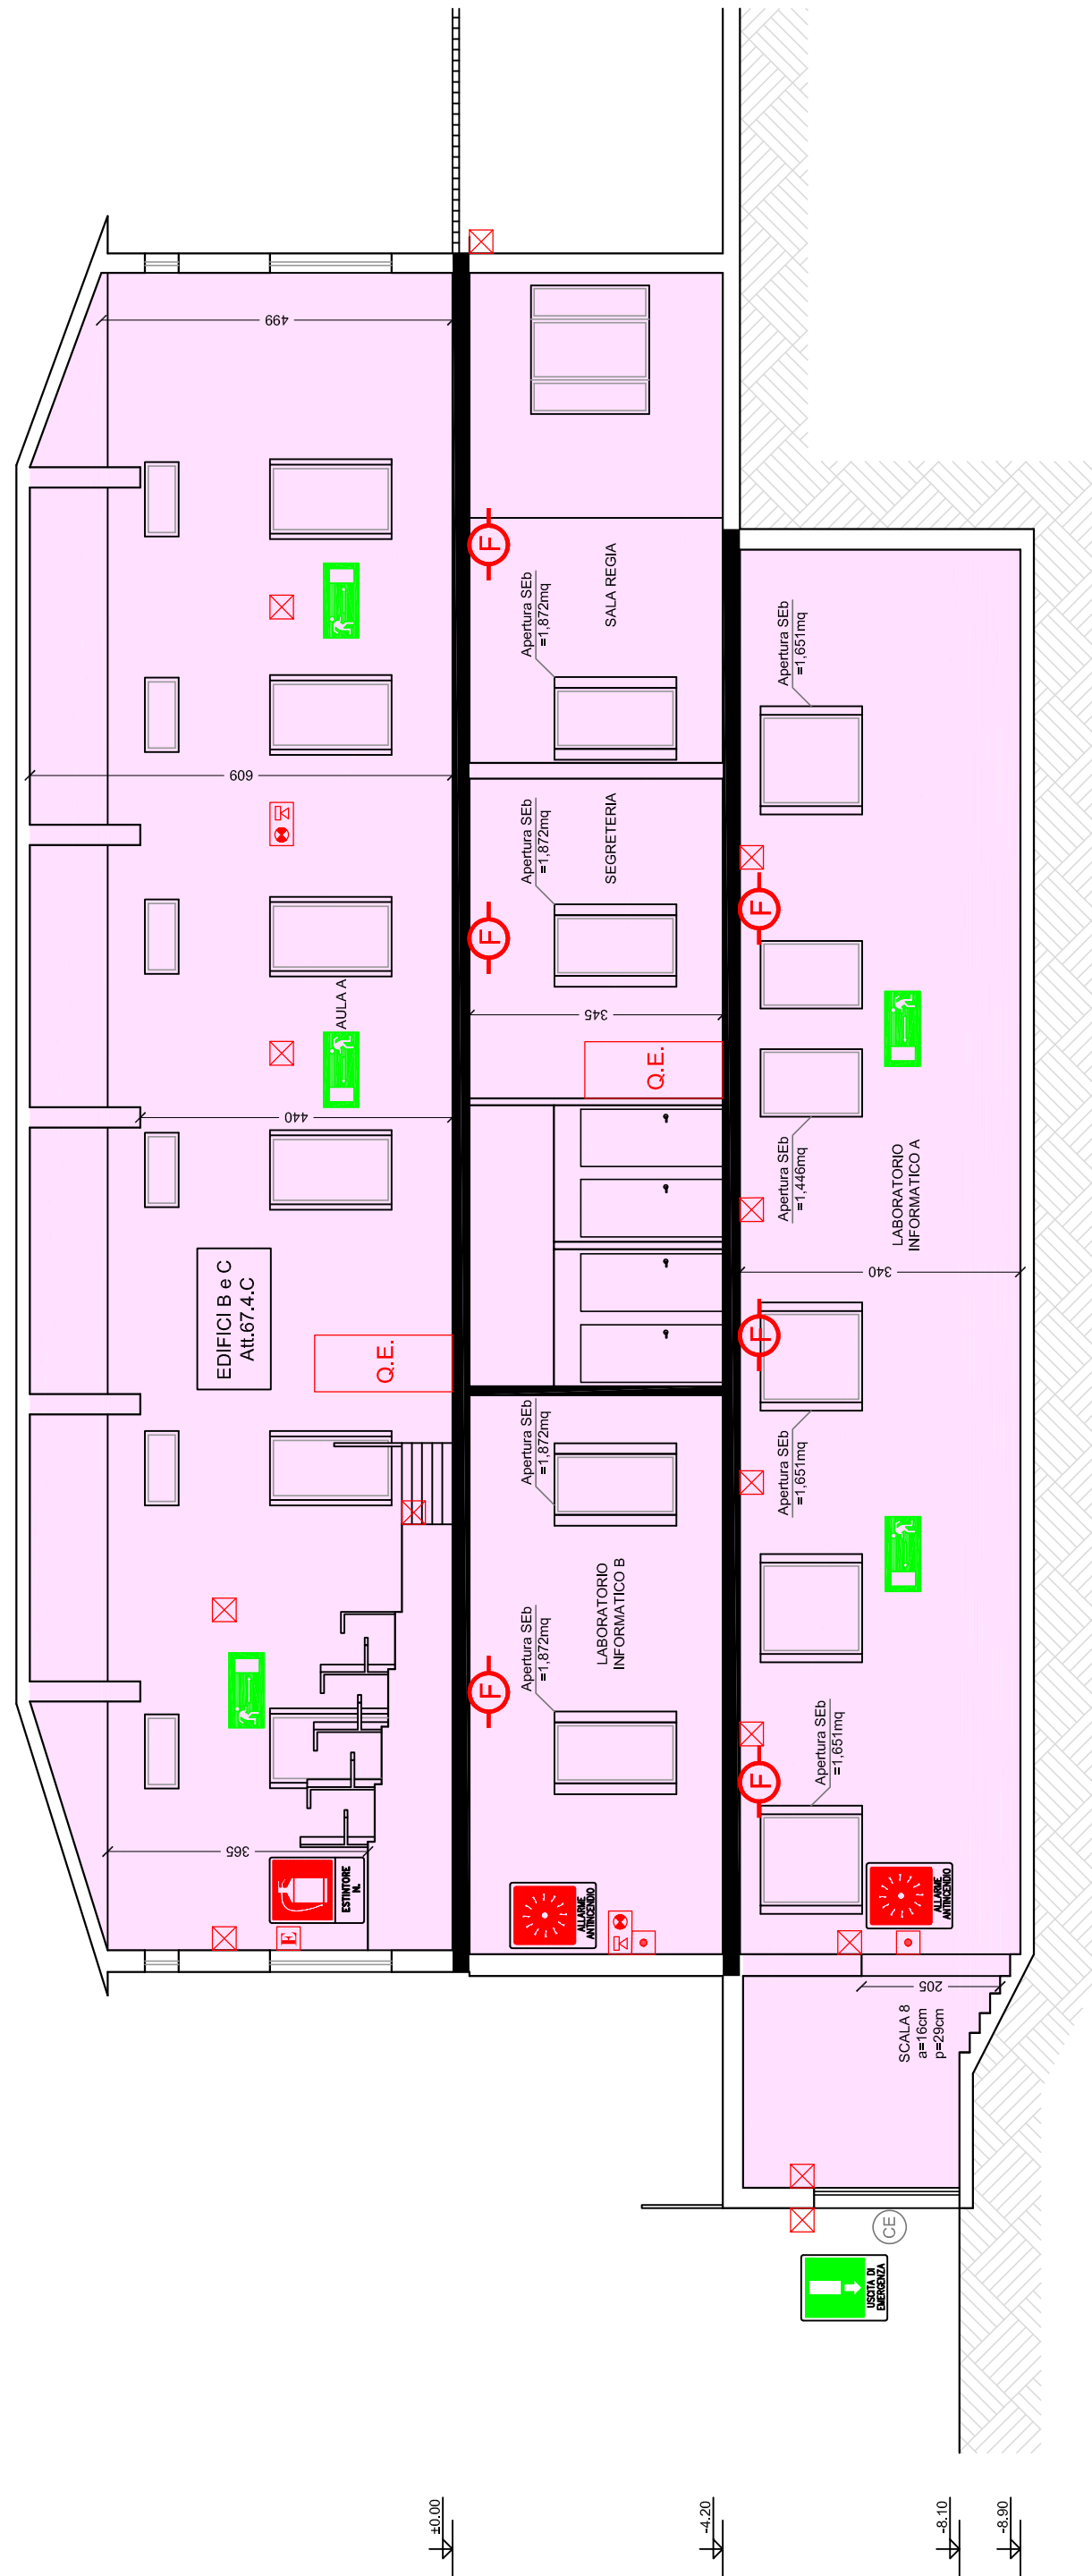 499
609
440
365
EDIFICI B e C
Att.67.4.C
AULA A
Q.E.
ESTINTORE
N.
E
F
Apertura SEb
=1,872mq
SALA REGIA
F
Apertura SEb
=1,872mq
SEGRETERIA
345
Q.E.
Apertura SEb
=1,872mq
LABORATORIO
INFORMATICO B
F
Apertura SEb
=1,872mq
ALLARME
ANTINCENDIO
Apertura SEb
=1,651mq
F
Apertura SEb
=1,446mq
LABORATORIO
INFORMATICO A
340
F
Apertura SEb
=1,651mq
F
Apertura SEb
=1,651mq
ALLARME
ANTINCENDIO
205
SCALA 8
a=16cm
p=29cm
CE
USCITA DI
EMERGENZA
±0.00
-4.20
-8.10
-8.90